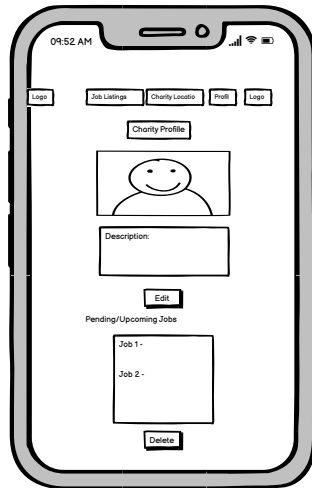 09:52 AM
Logo Job Listings Charity Locatio Profil Logo
Charity Profille
Description:
Edit
Pending/Upcoming Jobs
Job 1 -
Job 2 -
Delete